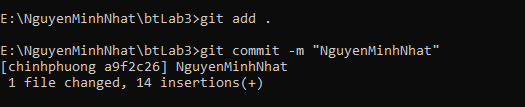 E:\NguyenMinhNhat\btLab3>git add .
E:\NguyenMinhNhat\btLab3>git commit -m "NguyenMinhNhat"
[chinhphuong a9f2c26] NguyenMinhNhat
 1 file changed, 14 insertions(+)